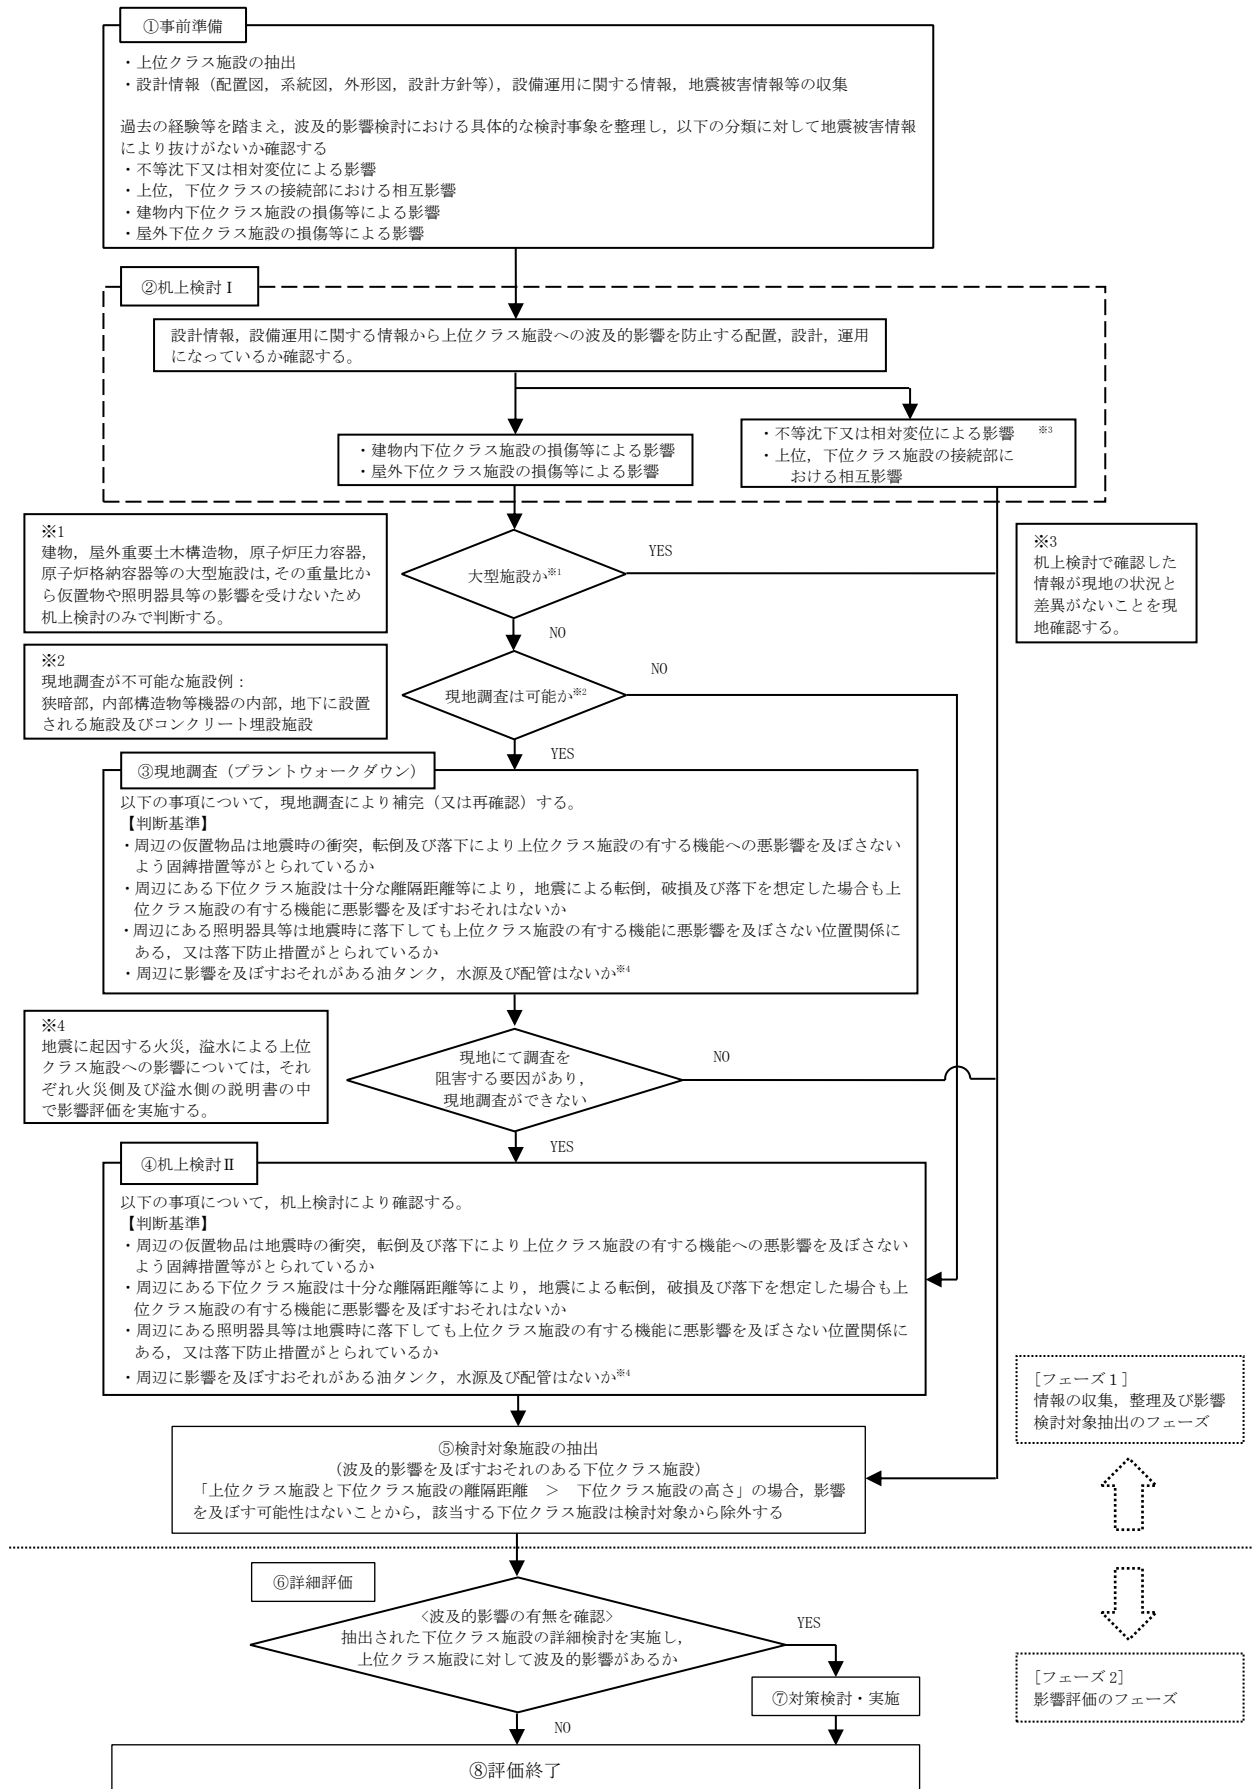 ①事前準備
・上位クラス施設の抽出
・設計情報（配置図，系統図，外形図，設計方針等），設備運用に関する情報，地震被害情報等の収集
過去の経験等を踏まえ，波及的影響検討における具体的な検討事象を整理し，以下の分類に対して地震被害情報
により抜けがないか確認する
・不等沈下又は相対変位による影響
・上位，下位クラスの接続部における相互影響
・建物内下位クラス施設の損傷等による影響
・屋外下位クラス施設の損傷等による影響
②机上検討Ⅰ
設計情報，設備運用に関する情報から上位クラス施設への波及的影響を防止する配置，設計，運用
になっているか確認する。
・建物内下位クラス施設の損傷等による影響
・屋外下位クラス施設の損傷等による影響
・不等沈下又は相対変位による影響　※3
・上位，下位クラス施設の接続部に
おける相互影響
※1
建物，屋外重要土木構造物，原子炉圧力容器，
原子炉格納容器等の大型施設は，その重量比か
ら仮置物や照明器具等の影響を受けないため
机上検討のみで判断する。
大型施設か※1
YES
NO
※3
机上検討で確認した
情報が現地の状況と
差異がないことを現
地確認する。
※2
現地調査が不可能な施設例：
狭暗部，内部構造物等機器の内部，地下に設置
される施設及びコンクリート埋設施設
現地調査は可能か※2
NO
YES
③現地調査（プラントウォークダウン）
以下の事項について，現地調査により補完（又は再確認）する。
【判断基準】
・周辺の仮置物品は地震時の衝突，転倒及び落下により上位クラス施設の有する機能への悪影響を及ぼさない
よう固縛措置等がとられているか
・周辺にある下位クラス施設は十分な離隔距離等により，地震による転倒，破損及び落下を想定した場合も上
位クラス施設の有する機能に悪影響を及ぼすおそれはないか
・周辺にある照明器具等は地震時に落下しても上位クラス施設の有する機能に悪影響を及ぼさない位置関係に
ある，又は落下防止措置がとられているか
・周辺に影響を及ぼすおそれがある油タンク，水源及び配管はないか※4
※4
地震に起因する火災，溢水による上位
クラス施設への影響については，それ
ぞれ火災側及び溢水側の説明書の中
で影響評価を実施する。
現地にて調査を
阻害する要因があり，
現地調査ができない
NO
YES
④机上検討Ⅱ
以下の事項について，机上検討により確認する。
【判断基準】
・周辺の仮置物品は地震時の衝突，転倒及び落下により上位クラス施設の有する機能への悪影響を及ぼさない
よう固縛措置等がとられているか
・周辺にある下位クラス施設は十分な離隔距離等により，地震による転倒，破損及び落下を想定した場合も上
位クラス施設の有する機能に悪影響を及ぼすおそれはないか
・周辺にある照明器具等は地震時に落下しても上位クラス施設の有する機能に悪影響を及ぼさない位置関係に
ある，又は落下防止措置がとられているか
・周辺に影響を及ぼすおそれがある油タンク，水源及び配管はないか※4
［フェーズ１］
情報の収集，整理及び影響
検討対象抽出のフェーズ
⑤検討対象施設の抽出
(波及的影響を及ぼすおそれのある下位クラス施設)
「上位クラス施設と下位クラス施設の離隔距離　＞　下位クラス施設の高さ」の場合，影響
を及ぼす可能性はないことから，該当する下位クラス施設は検討対象から除外する
⑥詳細評価
<波及的影響の有無を確認>
抽出された下位クラス施設の詳細検討を実施し，
上位クラス施設に対して波及的影響があるか
YES
NO
⑦対策検討・実施
［フェーズ２］
影響評価のフェーズ
⑧評価終了